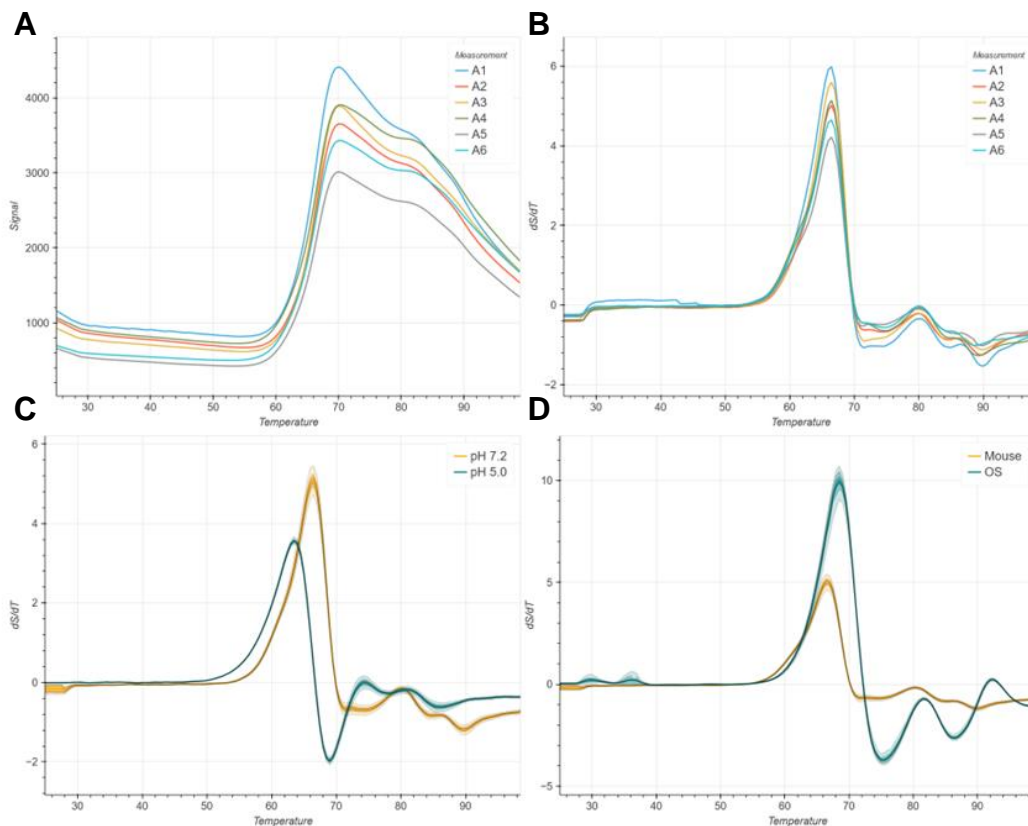 A
Measurement
A1
A2
A3
A4
A5
A6
4000
3000
2000
1000
30 40 50 60 70 80 90
Signal
Temperature
B
Measurement
A1
A2
A3
A4
A5
A6
6
4
2
0
−2
30 40 50 60 70 80 90
dS/dT
Temperature
C
pH 7.2
pH 5.0
6
4
2
0
−2
30 40 50 60 70 80 90
dS/dT
Temperature
D
Mouse
OS
10
5
0
−5
30 40 50 60 70 80 90
dS/dT
Temperature